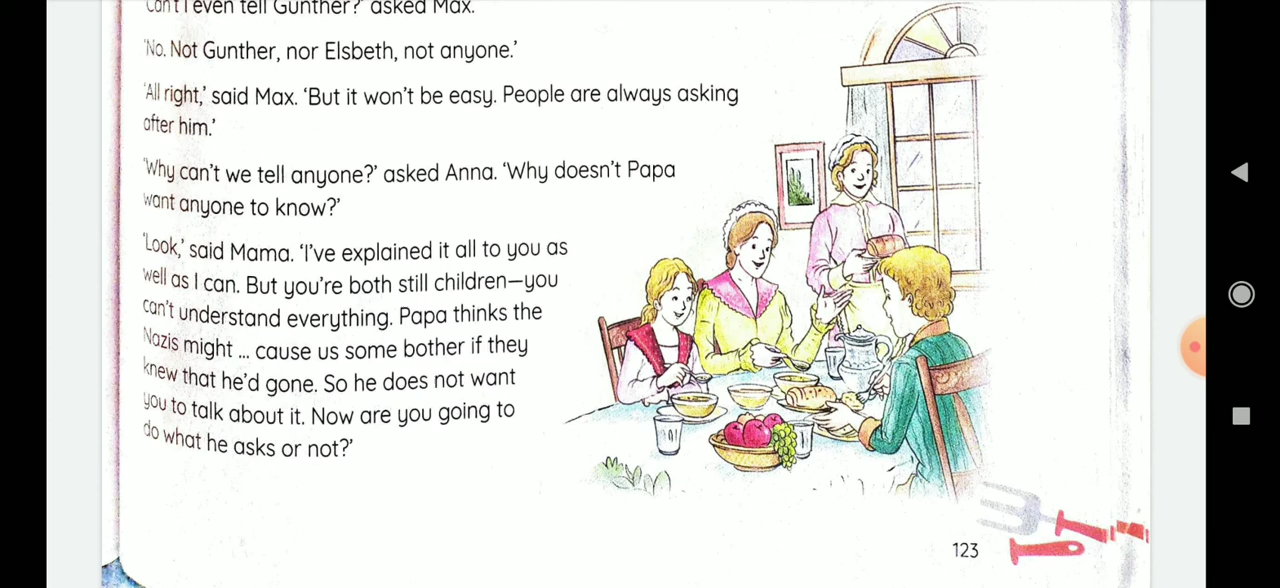 can't I even tell Gunther?' asked Max.
'No. Not Gunther, nor Elsbeth, not anyone.'
'All right,' said Max. 'But it won't be easy. People are always asking
after him.'
'Why can't we tell anyone?' asked Anna. 'Why doesn't Papa
want anyone to know?'
'Look,' said Mama. 'I've explained it all to you as
well as I can. But you're both still children—you
can't understand everything. Papa thinks the
Nazis might ... cause us some bother if they
knew that he'd gone. So he does not want
you to talk about it. Now are you going to
do what he asks or not?'
123